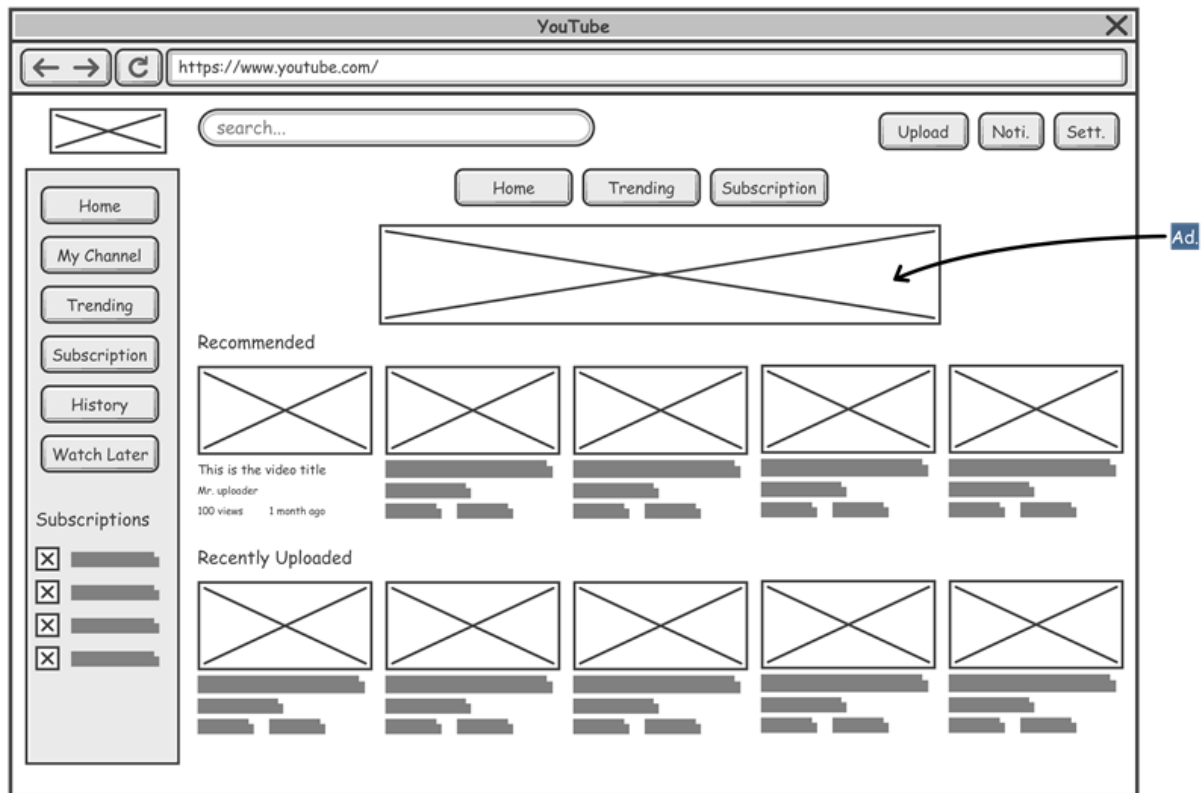 YouTube
https://www.youtube.com/
search...
Upload Noti. Sett.
Home Trending Subscription
Ad.
Home
My Channel
Trending
Subscription
History
Watch Later
Subscriptions
Recommended
This is the video title
Mr. uploader
100 views 1 month ago
Recently Uploaded